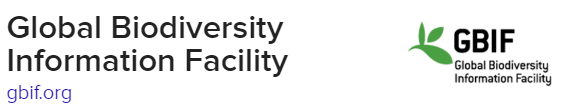 Global Biodiversity
Information Facility
gbif.org
GBIF
Global Biodiversity
Information Facility